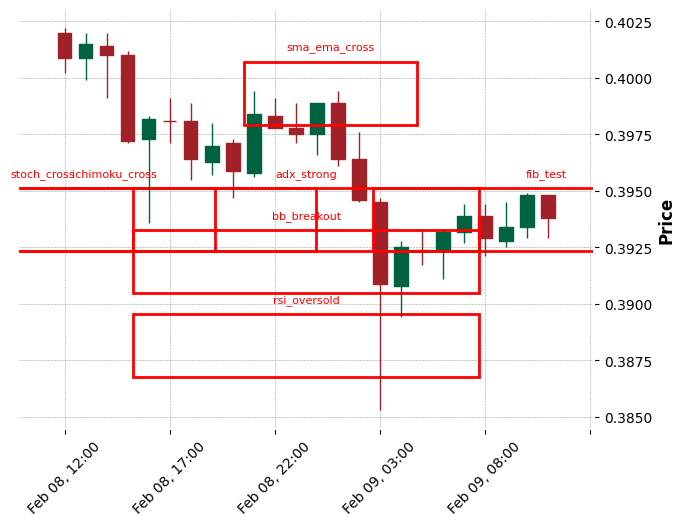 0.4025
sma_ema_cross
0.4000
0.3975
stoch_cross
ichimoku_cross
adx_strong
fib_test
0.3950
bb_breakout
0.3925
Price
rsi_oversold
0.3900
0.3875
0.3850
Feb 08, 12:00
Feb 08, 17:00
Feb 08, 22:00
Feb 09, 03:00
Feb 09, 08:00